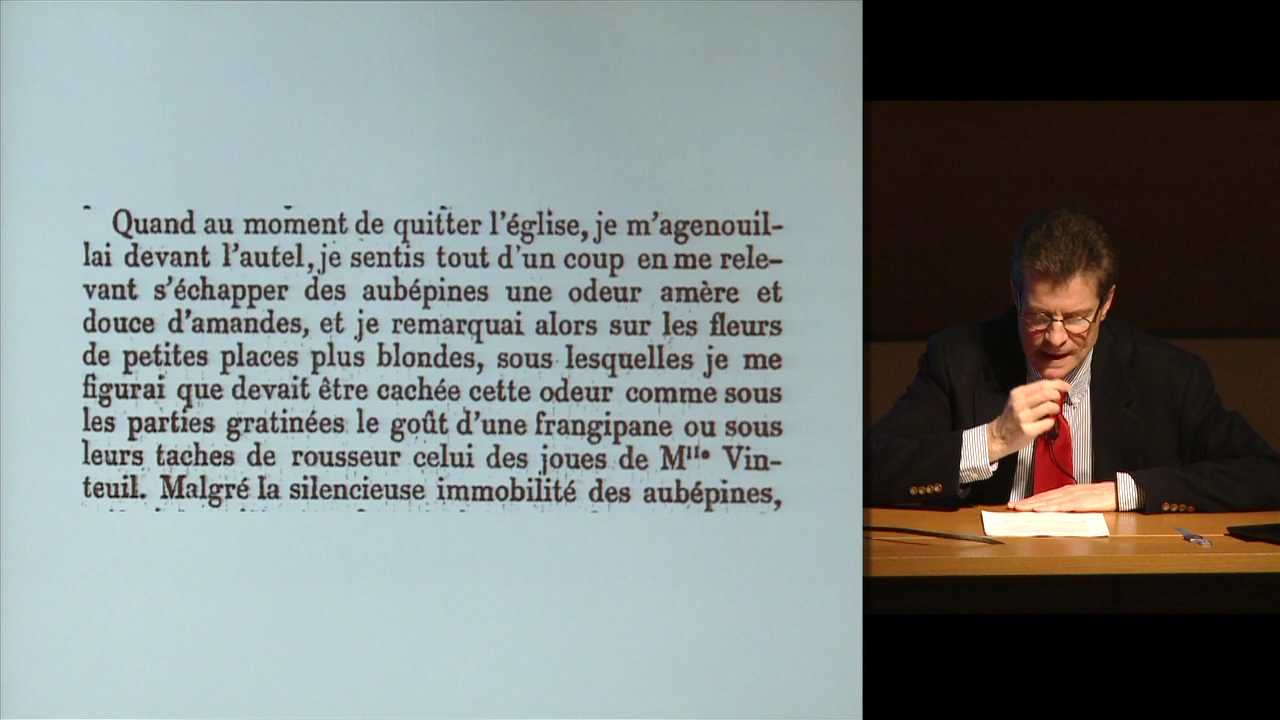 Quand au moment de quitter l'église, je m'agenouil-
lai devant l'autel, je sentis tout d'un coup en me rele-
vant s'échapper des aubépines une odeur amère et
douce d'amandes, et je remarquai alors sur les fleurs
de petites places plus blondes, sous lesquelles je me
figurai que devait être cachée cette odeur comme sous
les parties gratinées le goût d'une frangipane ou sous
leurs taches de rousseur celui des joues de Mlle Vin-
teuil. Malgré la silencieuse immobilité des aubépines,